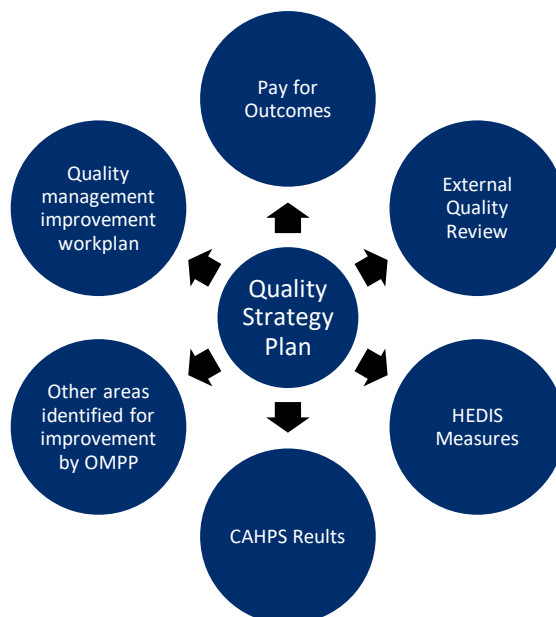 Pay for
Outcomes
Quality
management
improvement
workplan
External
Quality
Review
Quality
Strategy
Plan
Other areas
identified for
improvement
by OMPP
HEDIS
Measures
CAHPS Reults